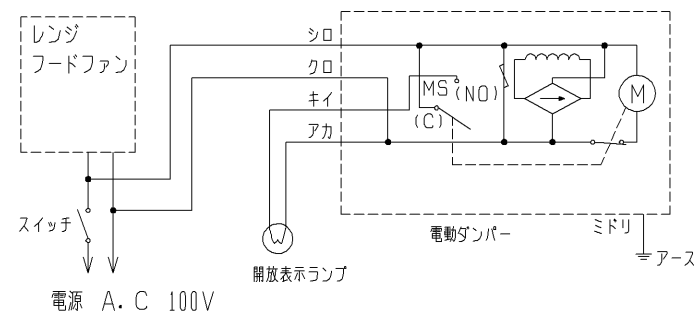 レンジ
フードファン
シロ
クロ
キイ
アカ
MS
(NO)
(C)
M
スイッチ
電動ダンパー
ミドリ
アース
開放表示ランプ
電源 A.C 100V